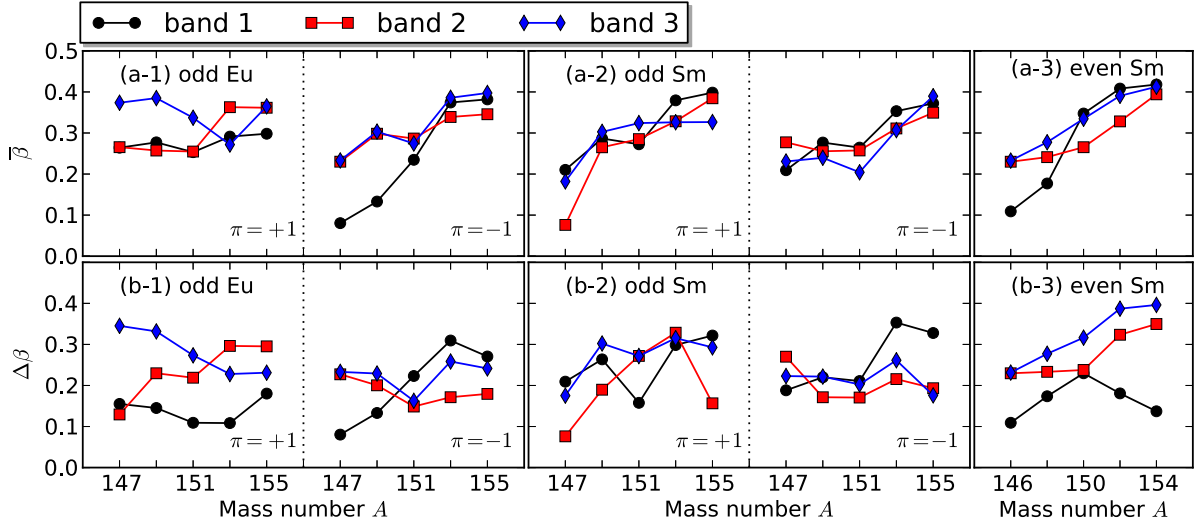 band 1 band 2 band 3
(a-1) odd Eu (a-2) odd Sm (a-3) even Sm
0.5
0.4
0.3
0.2
0.1
0.0
β̅
π = +1 π = −1 π = +1 π = −1
(b-1) odd Eu (b-2) odd Sm (b-3) even Sm
0.4
0.3
0.2
0.1
0.0
Δβ
π = +1 π = −1 π = +1 π = −1
147 151 155 147 151 155 147 151 155 147 151 155 146 150 154
Mass number A Mass number A Mass number A